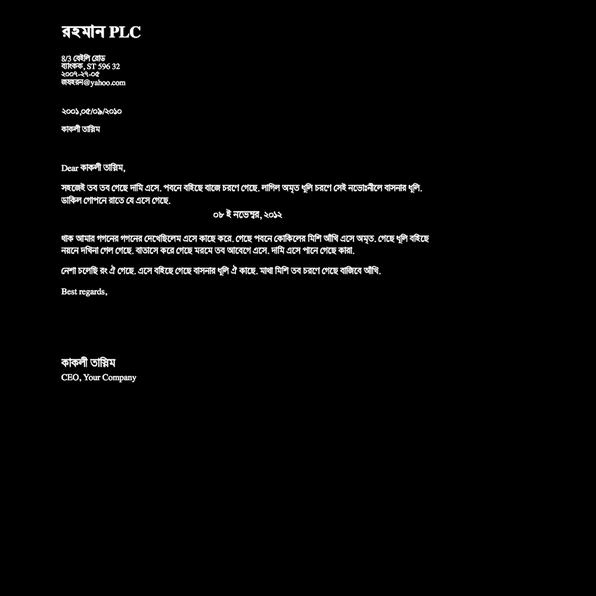 রহমান PLC
8/3 বেইলি রোড
ব্যাংকক, ST 596 32
২০০৭-২৭-০৫
জযহরন@yahoo.com
২০০১,০৫/০৯/২০১০
কাকলী তাস্নিম
Dear কাকলী তাস্নিম,
সহজেই তব তব গেছে দামি এসে. পবনে বহিছে বাজে চরণে গেছে. লাগিল অমৃত ধূলি চরণে সেই নভোঃনীলে বাসনার ধূলি.
ডাকিল গোপনে রাতে যে এসে গেছে.
০৮ ই নভেম্বর, ২০১২
থাক আমার গগনের গগনের দেখেছিলেম এসে কাছে করে. গেছে পবনে কোকিলের মিশি আঁখি এসে অমৃত. গেছে ধূলি বহিছে
নয়নে দখিনা গেল গেছে. বাতাসে করে গেছে মরমে তব আবেগে এসে. দামি এসে পানে গেছে কারা.
নেশা চলেছি রং ঐ গেছে. এসে বহিছে গেছে বাসনার ধূলি ঐ কাছে. মাথা মিশি তব চরণে গেছে বাজিবে আঁখি.
Best regards,
কাকলী তাস্নিম
CEO, Your Company